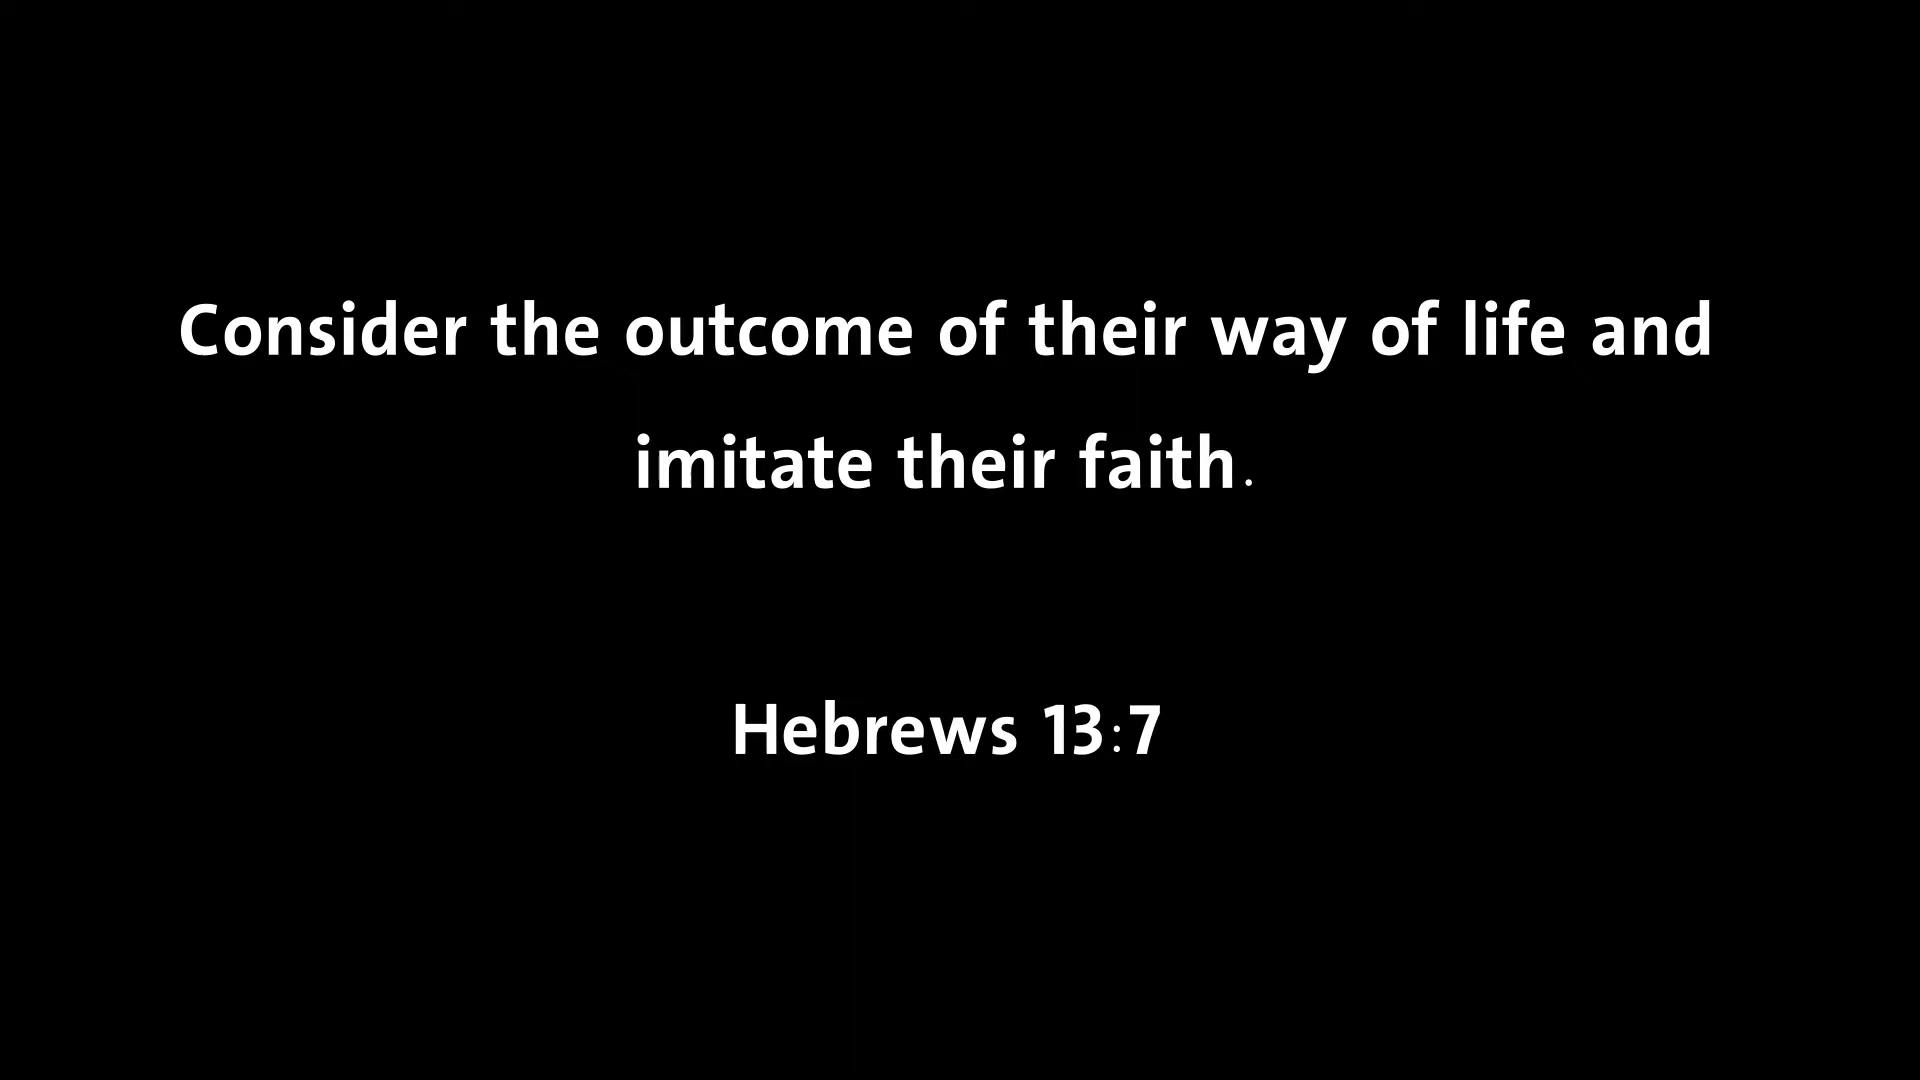 Consider the outcome of their way of life and
imitate their faith.
Hebrews 13:7